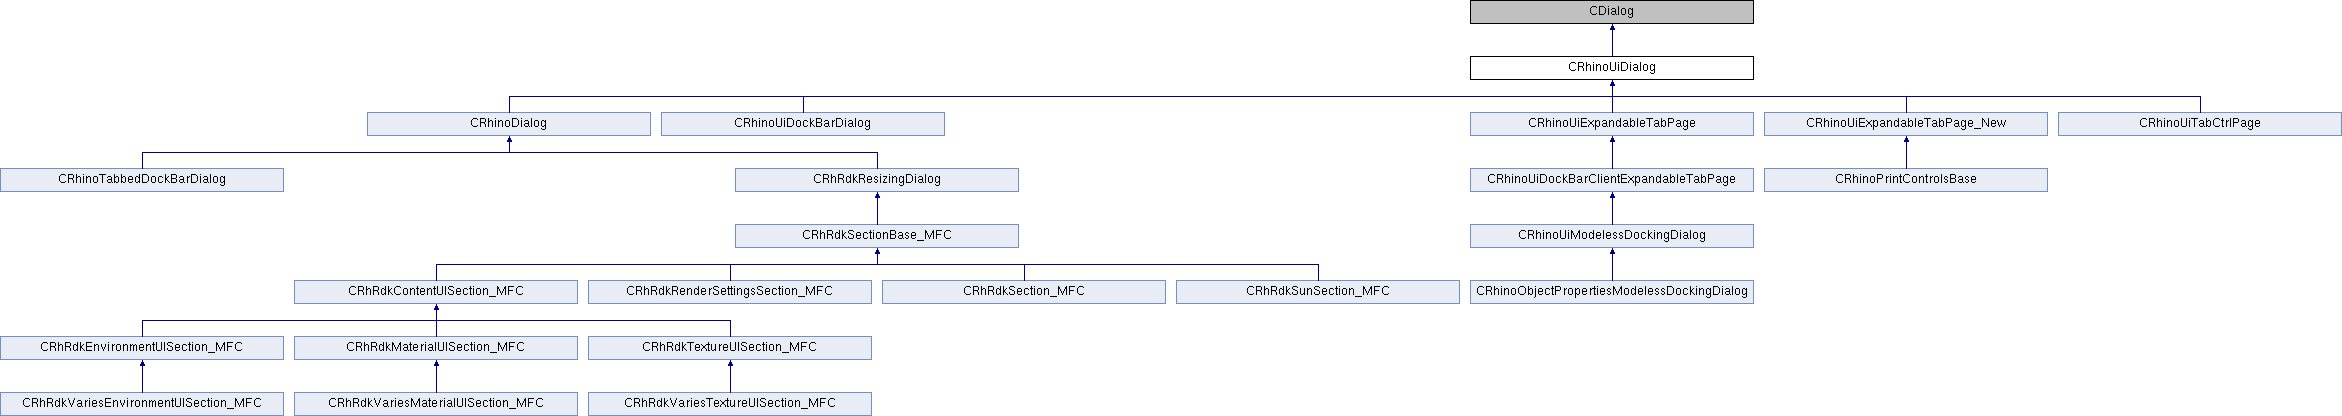 CDialog
CRhinoUiDialog
CRhinoDialog
CRhinoUiDockBarDialog
CRhinoUiExpandableTabPage
CRhinoUiExpandableTabPage_New
CRhinoUiTabCtrlPage
CRhinoTabbedDockBarDialog
CRhRdkResizingDialog
CRhinoUiDockBarClientExpandableTabPage
CRhinoPrintControlsBase
CRhRdkSectionBase_MFC
CRhinoUiModelessDockingDialog
CRhRdkContentUISection_MFC
CRhRdkRenderSettingsSection_MFC
CRhRdkSection_MFC
CRhRdkSunSection_MFC
CRhinoObjectPropertiesModelessDockingDialog
CRhRdkEnvironmentUISection_MFC
CRhRdkMaterialUISection_MFC
CRhRdkTextureUISection_MFC
CRhRdkVariesEnvironmentUISection_MFC
CRhRdkVariesMaterialUISection_MFC
CRhRdkVariesTextureUISection_MFC